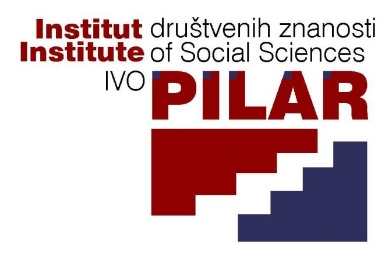 Institut društvenih znanosti
Institute of Social Sciences
IVO PILAR